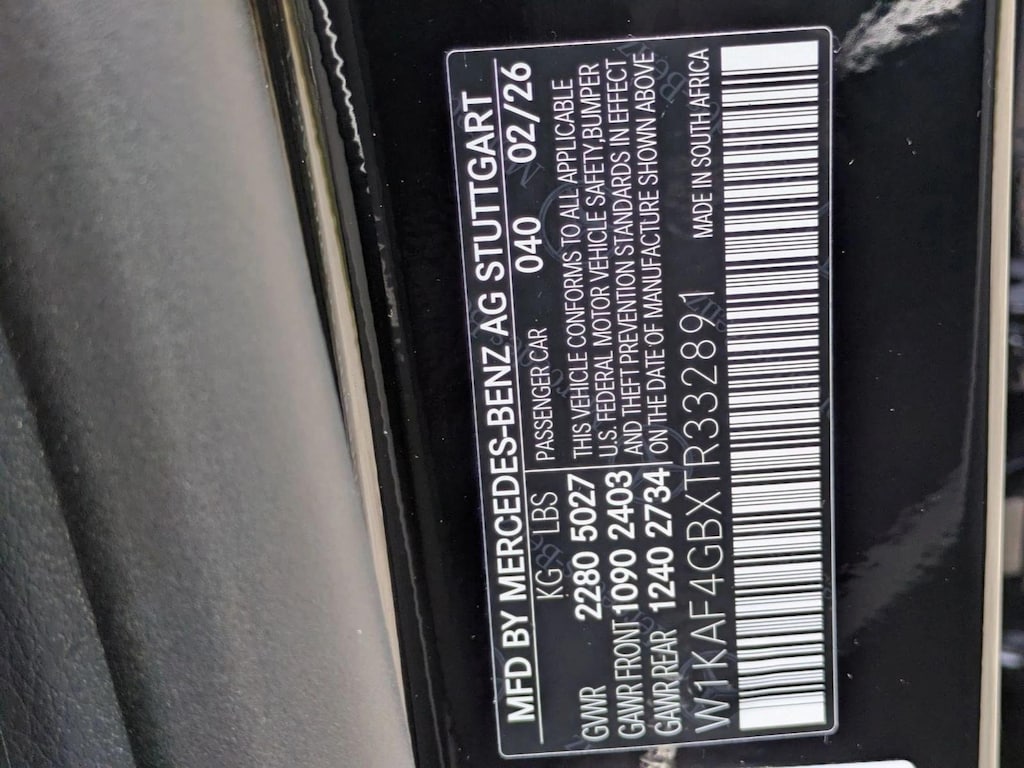 MFD BY MERCEDES-BENZ AG STUTTGART
KG LBS
GVWR 2280 5027
GAWR FRONT 1090 2403
GAWR REAR 1240 2734
PASSENGER CAR 040 02/26
THIS VEHICLE CONFORMS TO ALL APPLICABLE
U.S. FEDERAL MOTOR VEHICLE SAFETY,BUMPER
AND THEFT PREVENTION STANDARDS IN EFFECT
ON THE DATE OF MANUFACTURE SHOWN ABOVE
W1KAF4GBXTR332891
MADE IN SOUTH AFRICA